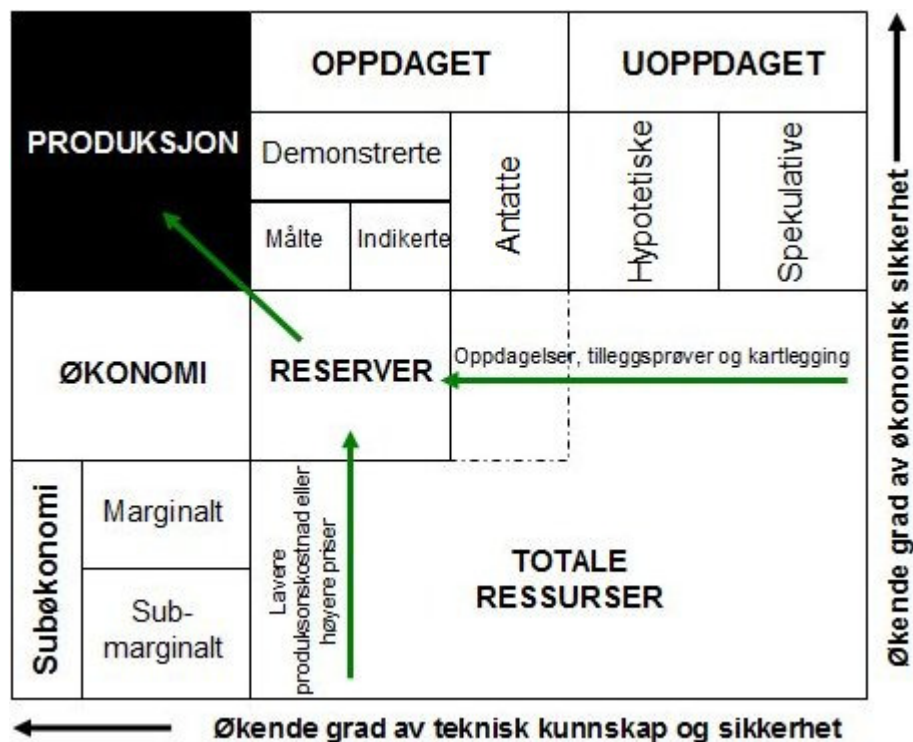 OPPDAGET
UOPPDAGET
PRODUKSJON
Demonstrerte
Målte
Indikerte
Antatte
Hypotetiske
Spekulative
ØKONOMI
RESERVER
Oppdagelser, tilleggsprøver og kartlegging
Subøkonomi
Marginalt
Sub-
marginalt
Lavere
produksonskostnad eller
høyere priser
TOTALE
RESSURSER
Økende grad av økonomisk sikkerhet
Økende grad av teknisk kunnskap og sikkerhet